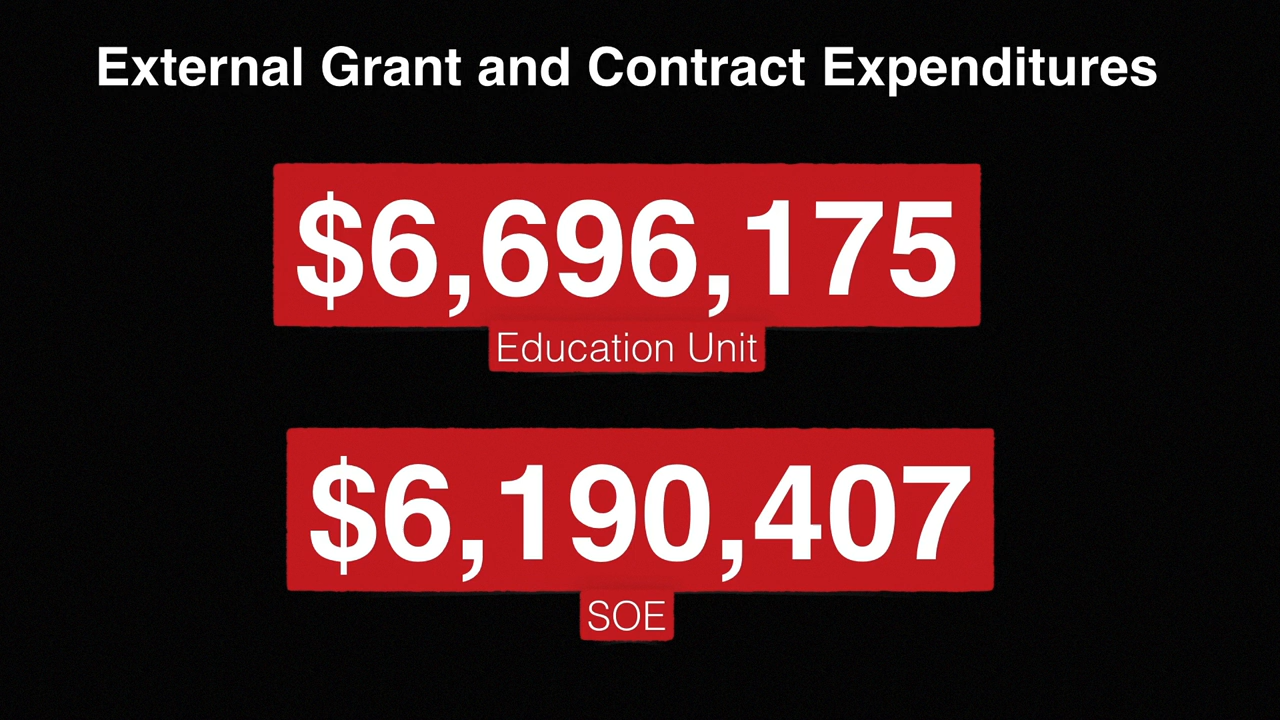 External Grant and Contract Expenditures
$6,696,175
Education Unit
$6,190,407
SOE